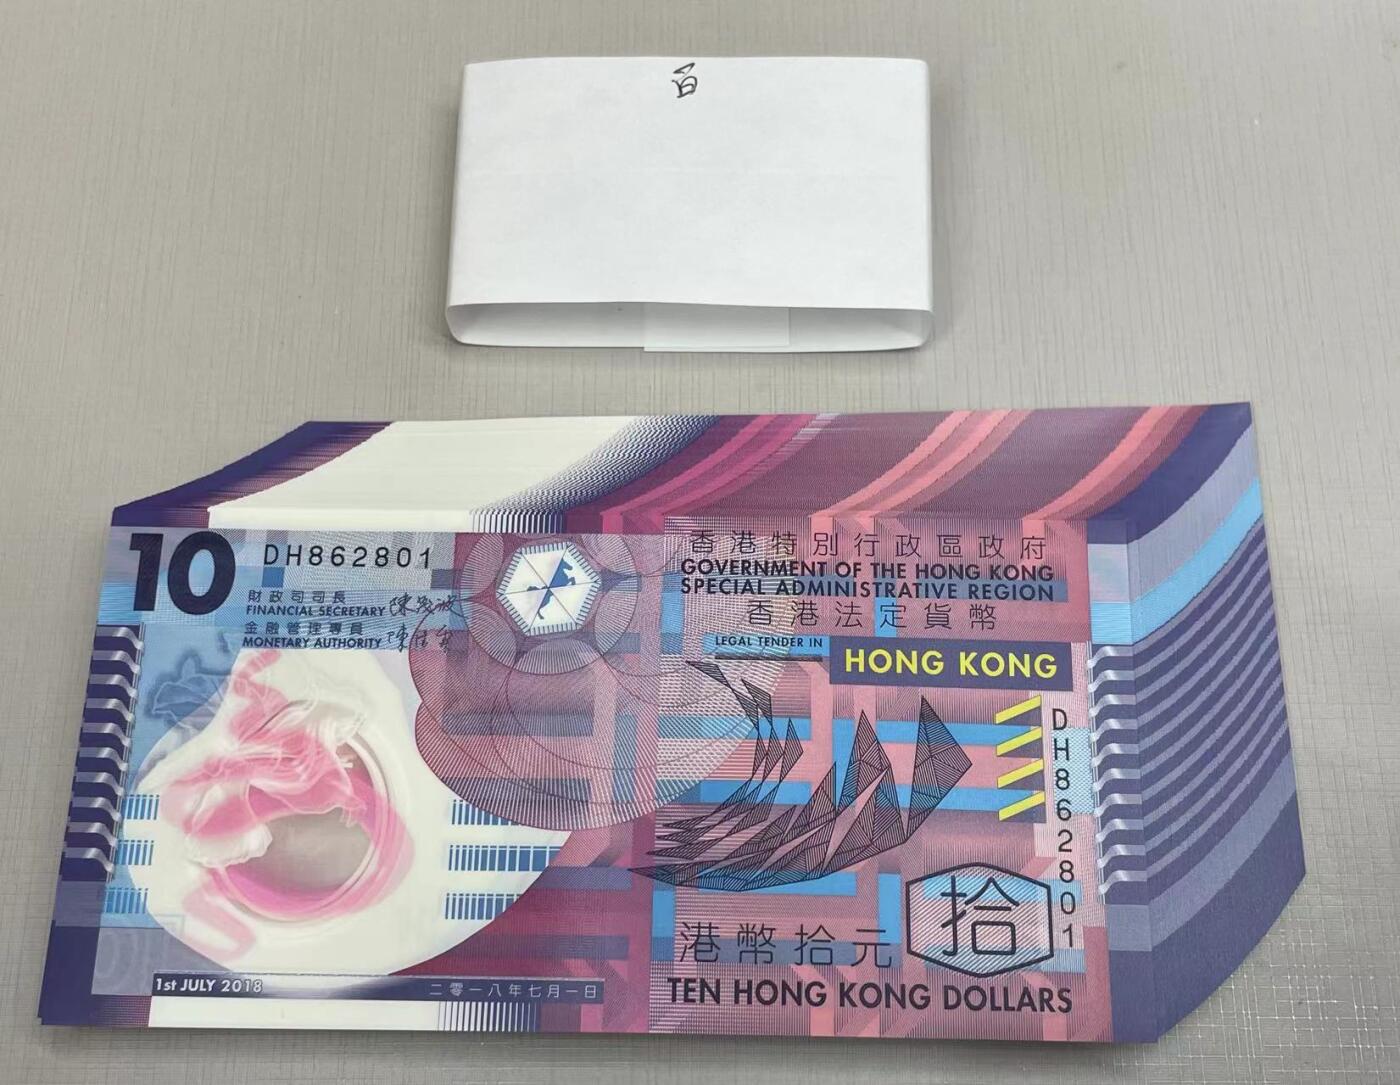 百
10
DH862801
財政司司長
FINANCIAL SECRETARY
金融管理專員
MONETARY AUTHORITY
香港特別行政區政府
GOVERNMENT OF THE HONG KONG
SPECIAL ADMINISTRATIVE REGION
香港法定貨幣
LEGAL TENDER IN
HONG KONG
DH862801
拾
港幣拾元
TEN HONG KONG DOLLARS
1st JULY 2018
二零一八年七月一日